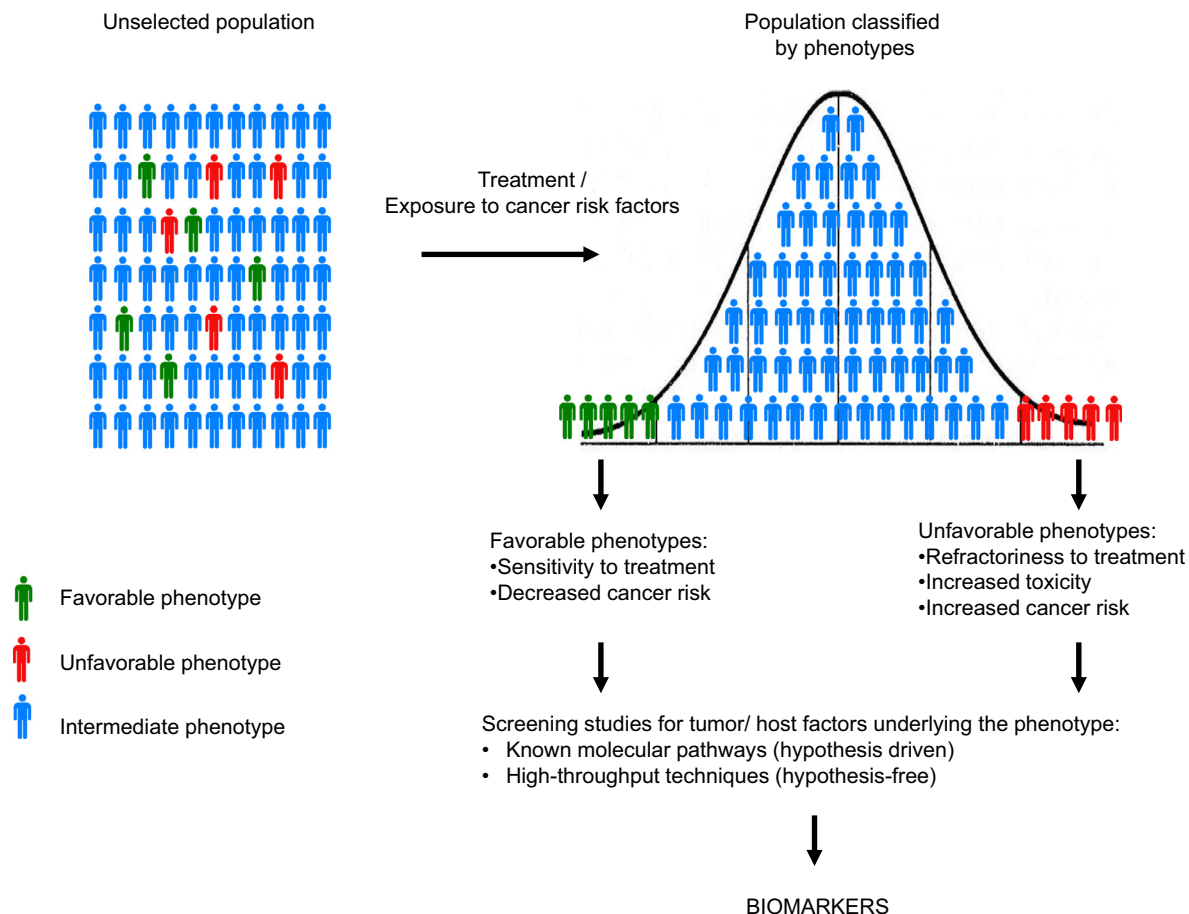 Unselected population
Population classified
by phenotypes
Treatment /
Exposure to cancer risk factors
Favorable phenotypes:
•Sensitivity to treatment
•Decreased cancer risk
Unfavorable phenotypes:
•Refractoriness to treatment
•Increased toxicity
•Increased cancer risk
Favorable phenotype
Unfavorable phenotype
Intermediate phenotype
Screening studies for tumor/ host factors underlying the phenotype:
• Known molecular pathways (hypothesis driven)
• High-throughput techniques (hypothesis-free)
BIOMARKERS